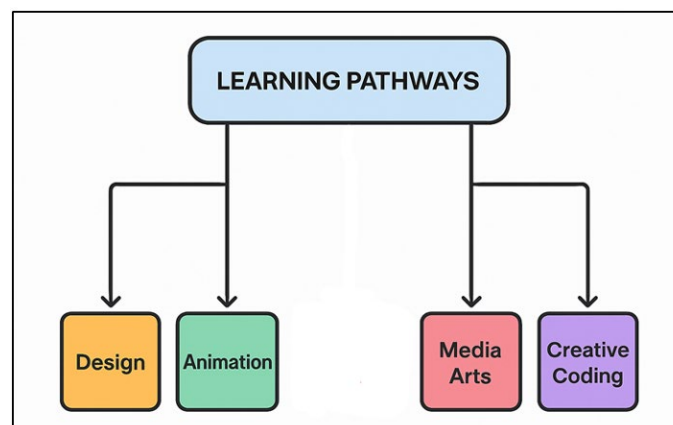 LEARNING PATHWAYS
Design
Animation
Media
Arts
Creative
Coding